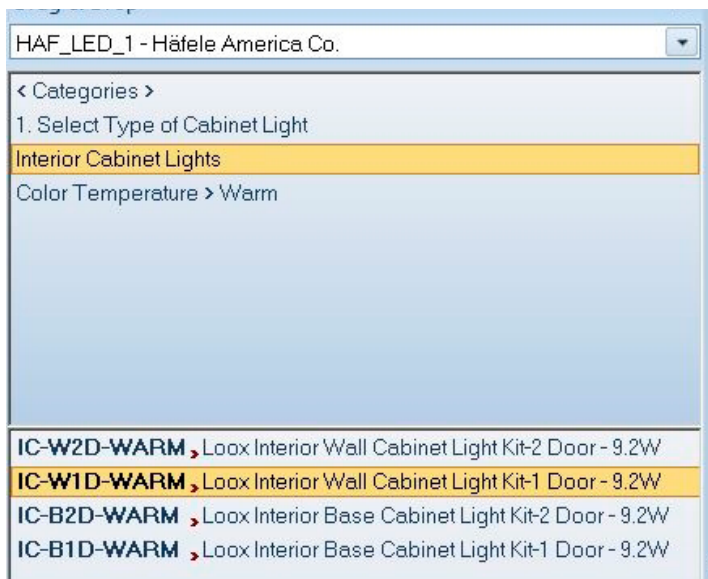 HAF_LED_1 - Häfele America Co.
< Categories >
1. Select Type of Cabinet Light
Interior Cabinet Lights
Color Temperature > Warm
IC-W2D-WARM > Loox Interior Wall Cabinet Light Kit-2 Door - 9.2W
IC-W1D-WARM > Loox Interior Wall Cabinet Light Kit-1 Door - 9.2W
IC-B2D-WARM > Loox Interior Base Cabinet Light Kit-2 Door - 9.2W
IC-B1D-WARM > Loox Interior Base Cabinet Light Kit-1 Door - 9.2W